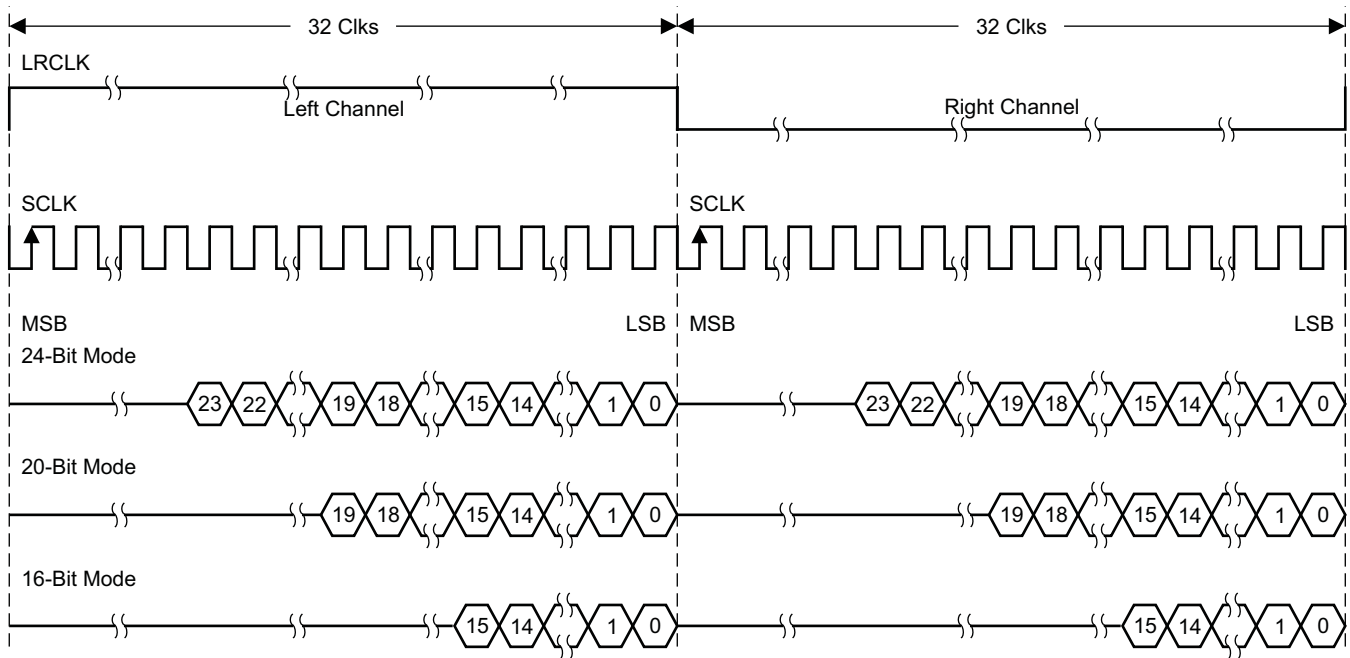 32 Clks 32 Clks
LRCLK
Left Channel Right Channel
SCLK SCLK
MSB LSB MSB LSB
24-Bit Mode
23 22 19 18 15 14 1 0 23 22 19 18 15 14 1 0
20-Bit Mode
19 18 15 14 1 0 19 18 15 14 1 0
16-Bit Mode
15 14 1 0 15 14 1 0